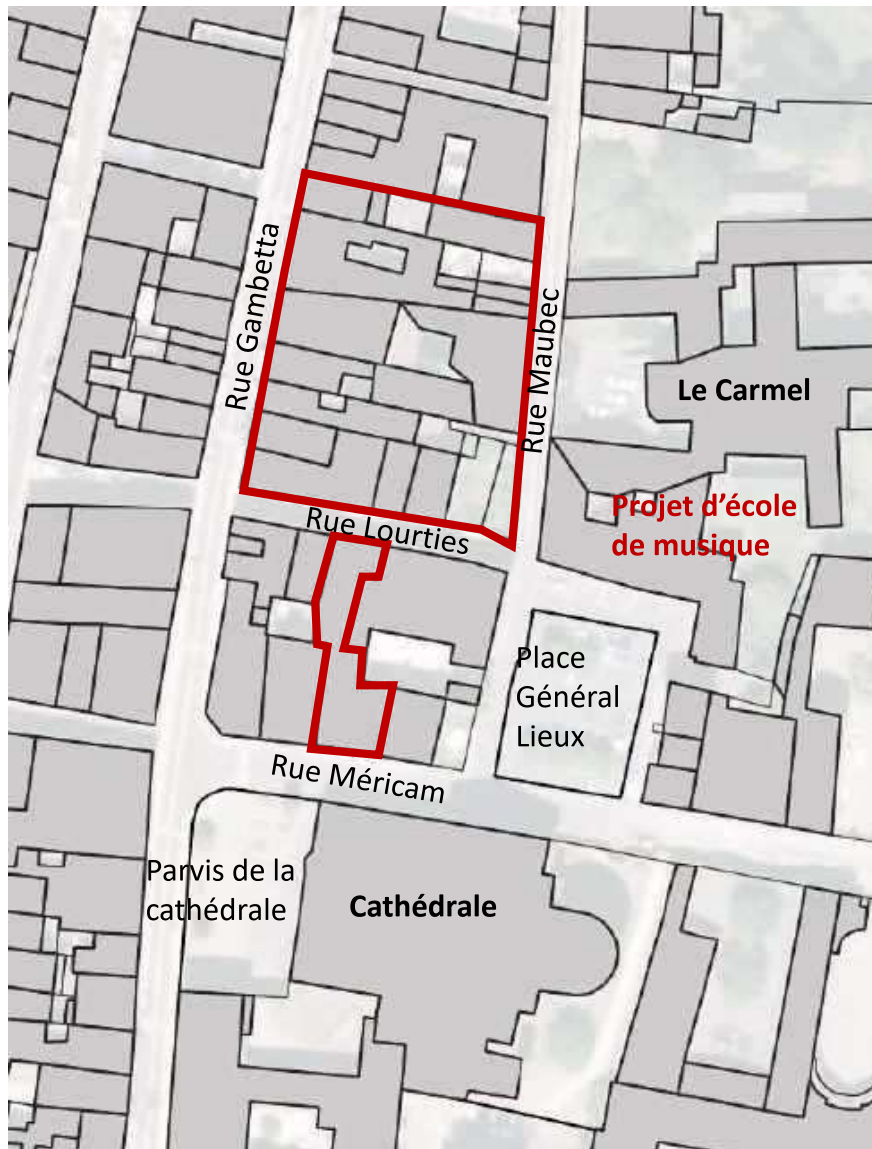 Rue Gambetta
Rue Maubec
Le Carmel
Projet d’école
de musique
Rue Lourties
Place
Général
Lieux
Rue Méricam
Parvis de la
cathédrale
Cathédrale